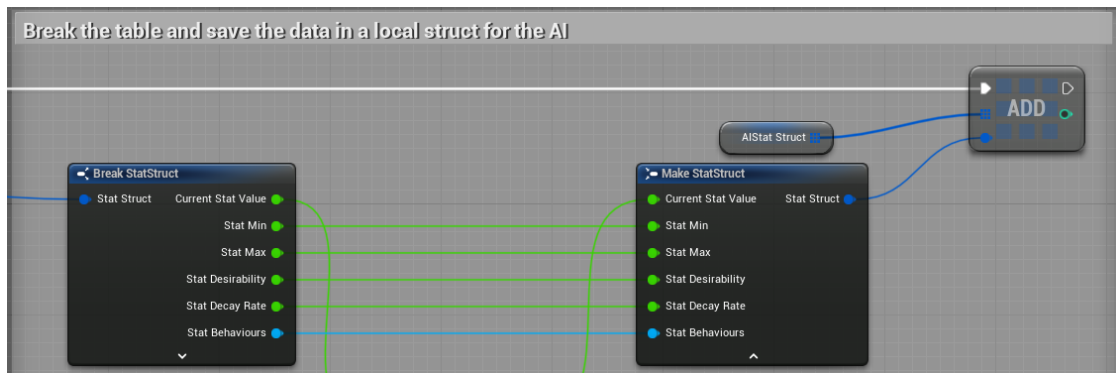 Break the table and save the data in a local struct for the AI
ADD
AIStat Struct
Break StatStruct
Stat Struct Current Stat Value
Stat Min
Stat Max
Stat Desirability
Stat Decay Rate
Stat Behaviours
Make StatStruct
Current Stat Value Stat Struct
Stat Min
Stat Max
Stat Desirability
Stat Decay Rate
Stat Behaviours